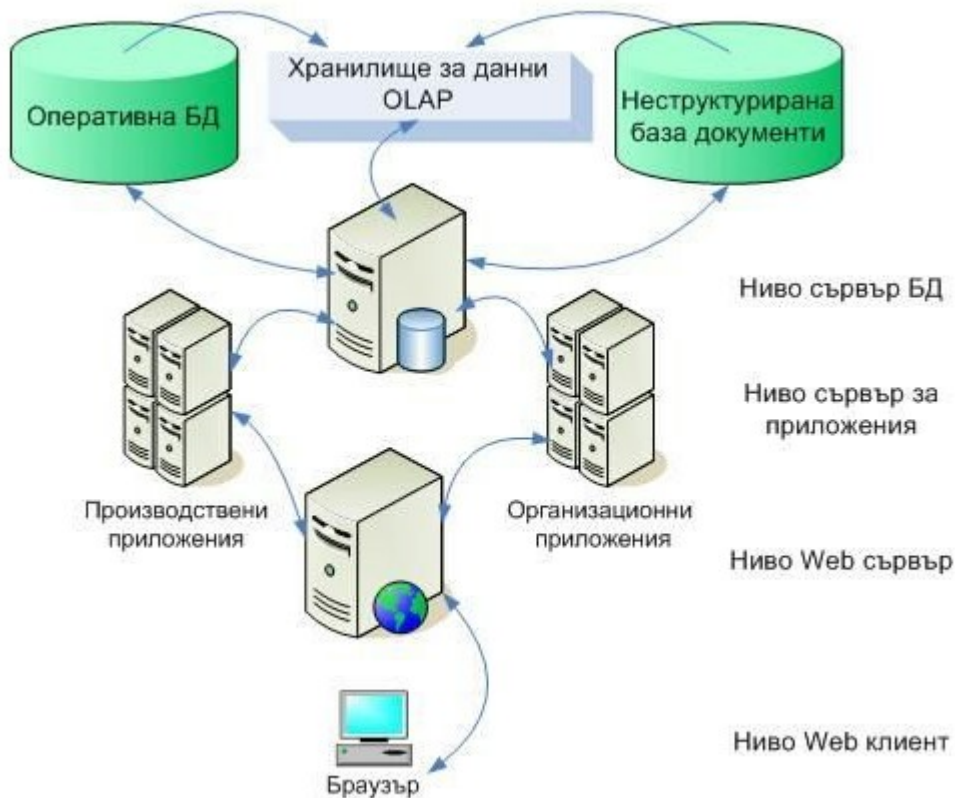 Оперативна БД
Хранилище за данни
OLAP
Неструктурирана
база документи
Ниво сървър БД
Ниво сървър за
приложения
Производствени
приложения
Организационни
приложения
Ниво Web сървър
Браузър
Ниво Web клиент